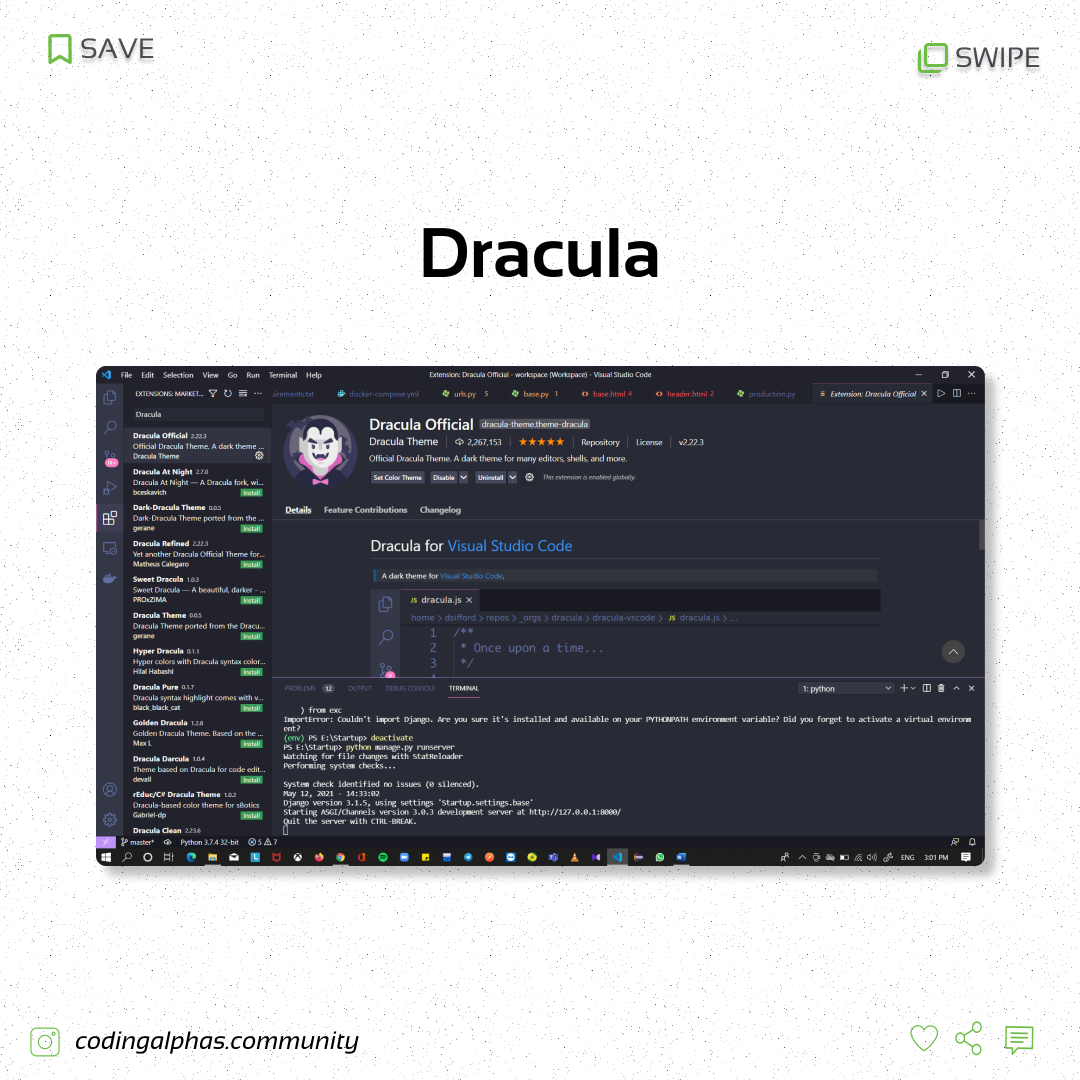 SAVE
SWIPE
Dracula
File Edit Selection View Go Run Terminal Help
Extension: Dracula Official - workspace (Workspace) - Visual Studio Code
EXTENSIONS: MARKET...
uirements.txt docker-compose.yml urls.py 5 base.py 1 base.html 4 header.html 2 production.py Extension: Dracula Official
Dracula
Dracula Official 2.22.3
Official Dracula Theme. A dark theme ...
Dracula Theme
Dracula At Night 2.7.0
Dracula At Night — A Dracula fork, wi...
bceskavich Install
Dark-Dracula Theme 0.0.5
Dark-Dracula Theme ported from the ...
gerane Install
Dracula Refined 2.22.3
Yet another Dracula Official Theme for...
Matheus Calegaro Install
Sweet Dracula 1.0.3
Sweet Dracula — A beautiful, darker - ...
PROxZIMA Install
Dracula Theme 0.0.5
Dracula Theme ported from the Dracu...
gerane Install
Hyper Dracula 0.1.1
Hyper colors with Dracula syntax color...
Hilal Habashi Install
Dracula Pure 0.1.7
Dracula syntax highlight comes with v...
black_black_cat Install
Golden Dracula 1.2.8
Golden Dracula Theme. Based on the ...
Max L Install
Dracula Darcula 1.0.4
Theme based on Dracula for code edit...
devall Install
rEduc/C# Dracula Theme 1.0.2
Dracula-based color theme for sBotics
Gabriel-dp Install
Dracula Clean 2.23.6
Dracula Official dracula-theme.theme-dracula
Dracula Theme 2,267,153 Repository License v2.22.3
Official Dracula Theme. A dark theme for many editors, shells, and more.
Set Color Theme Disable Uninstall This extension is enabled globally.
Details Feature Contributions Changelog
Dracula for Visual Studio Code
A dark theme for Visual Studio Code.
JS dracula.js
home > dsifford > repos > _orgs > dracula > dracula-vscode > JS dracula.js > ...
1 /**
2 * Once upon a time...
3 */
PROBLEMS 12 OUTPUT DEBUG CONSOLE TERMINAL 1: python
) from exc
ImportError: Couldn't import Django. Are you sure it's installed and available on your PYTHONPATH environment variable? Did you forget to activate a virtual environm
ent?
(env) PS E:\Startup> deactivate
PS E:\Startup> python manage.py runserver
Watching for file changes with StatReloader
Performing system checks...
System check identified no issues (0 silenced).
May 12, 2021 - 14:33:02
Django version 3.1.5, using settings 'Startup.settings.base'
Starting ASGI/Channels version 3.0.3 development server at http://127.0.0.1:8000/
Quit the server with CTRL-BREAK.
master* Python 3.7.4 32-bit 5 7
ENG 3:01 PM
codingalphas.community